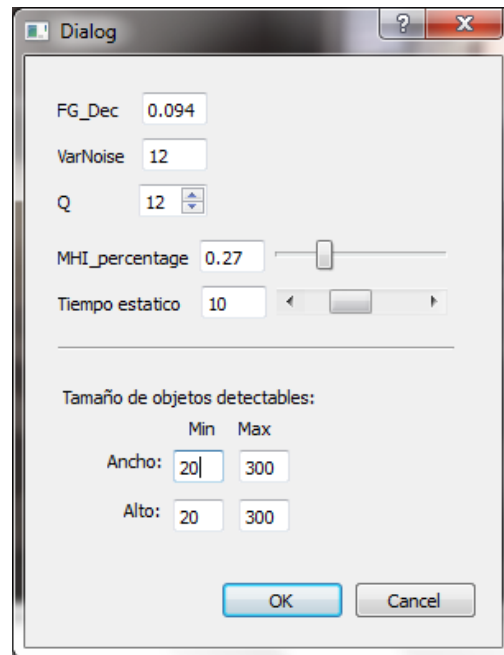 Dialog
FG_Dec 0.094
VarNoise 12
Q 12
MHI_percentage 0.27
Tiempo estatico 10
Tamaño de objetos detectables:
Min Max
Ancho: 20 300
Alto: 20 300
OK Cancel